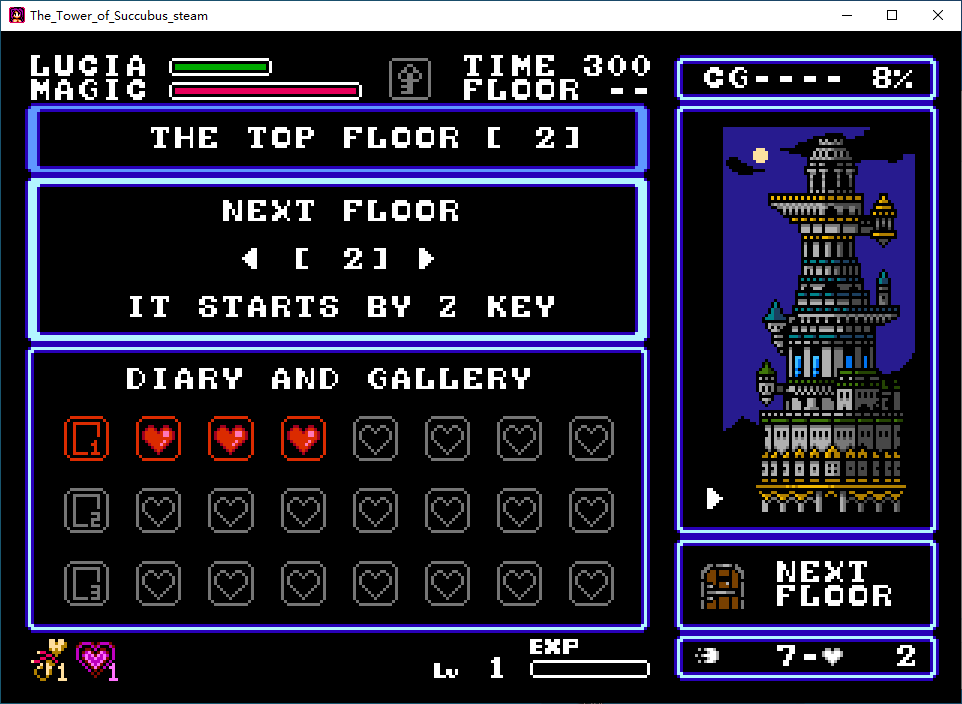 The_Tower_of_Succubus_steam
LUCIA
MAGIC
TIME 300
FLOOR --
CG---- 8%
THE TOP FLOOR [ 2]
NEXT FLOOR
[ 2]
IT STARTS BY Z KEY
DIARY AND GALLERY
1
2
3
NEXT
FLOOR
1
1
Lv 1
EXP
7- 2